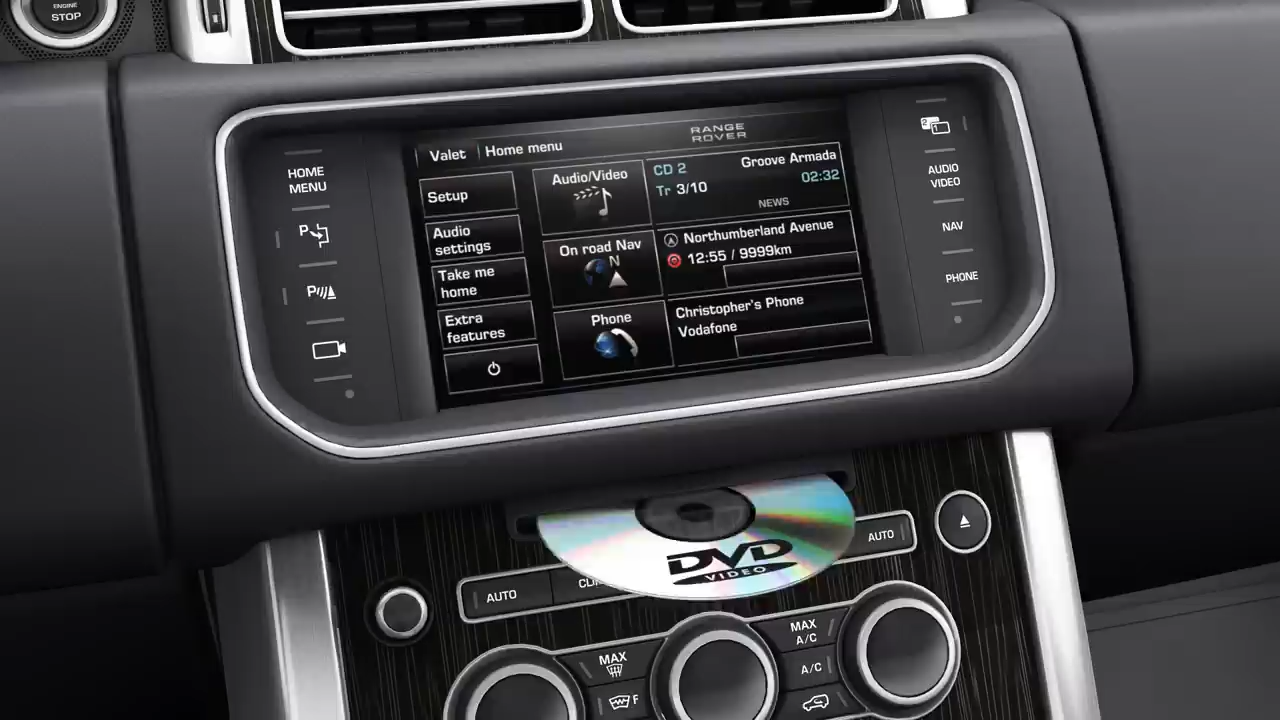 ENGINE
STOP
RANGE
ROVER
Valet
Home menu
HOME
MENU
Setup
Audio
settings
Take me
home
Extra
features
Audio/Video
On road Nav
N
Phone
CD 2
Groove Armada
Tr 3/10
02:32
NEWS
Northumberland Avenue
12:55 / 9999km
Christopher's Phone
Vodafone
P
P
2
1
AUDIO
VIDEO
NAV
PHONE
DVD
VIDEO
AUTO
AUTO
MAX
MAX
A/C
A/C
F